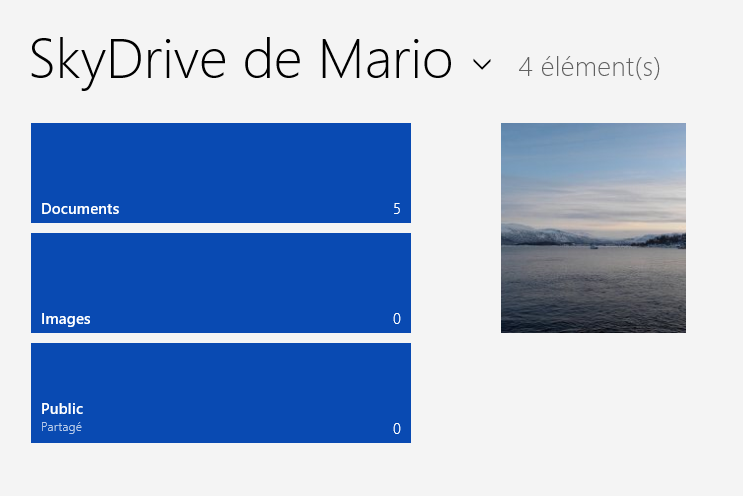 SkyDrive de Mario
4 élément(s)
Documents 5
Images 0
Public
Partagé 0